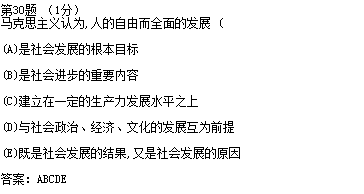 第30题 （1分）
马克思主义认为,人的自由而全面的发展（
(A)是社会发展的根本目标
(B)是社会进步的重要内容
(C)建立在一定的生产力发展水平之上
(D)与社会政治、经济、文化的发展互为前提
(E)既是社会发展的结果,又是社会发展的原因
答案：ABCDE